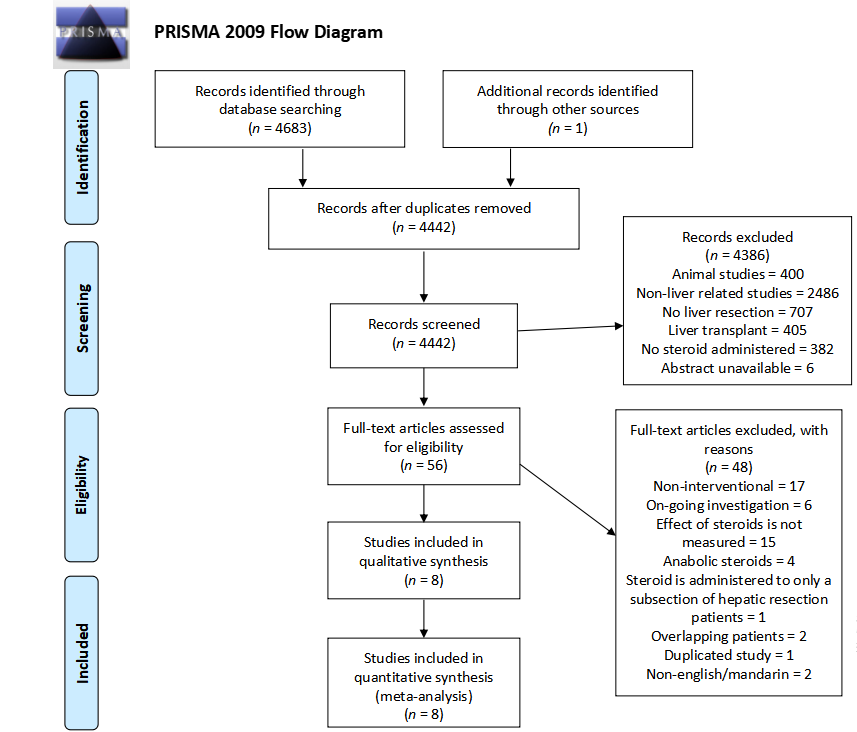 PRISMA
PRISMA 2009 Flow Diagram
Identification
Records identified through
database searching
(n = 4683)
Additional records identified
through other sources
(n = 1)
Records after duplicates removed
(n = 4442)
Screening
Records screened
(n = 4442)
Records excluded
(n = 4386)
Animal studies = 400
Non-liver related studies = 2486
No liver resection = 707
Liver transplant = 405
No steroid administered = 382
Abstract unavailable = 6
Eligibility
Full-text articles assessed
for eligibility
(n = 56)
Full-text articles excluded, with
reasons
(n = 48)
Non-interventional = 17
On-going investigation = 6
Effect of steroids is not
measured = 15
Anabolic steroids = 4
Steroid is administered to only a
subsection of hepatic resection
patients = 1
Overlapping patients = 2
Duplicated study = 1
Non-english/mandarin = 2
Studies included in
qualitative synthesis
(n = 8)
Included
Studies included in
quantitative synthesis
(meta-analysis)
(n = 8)